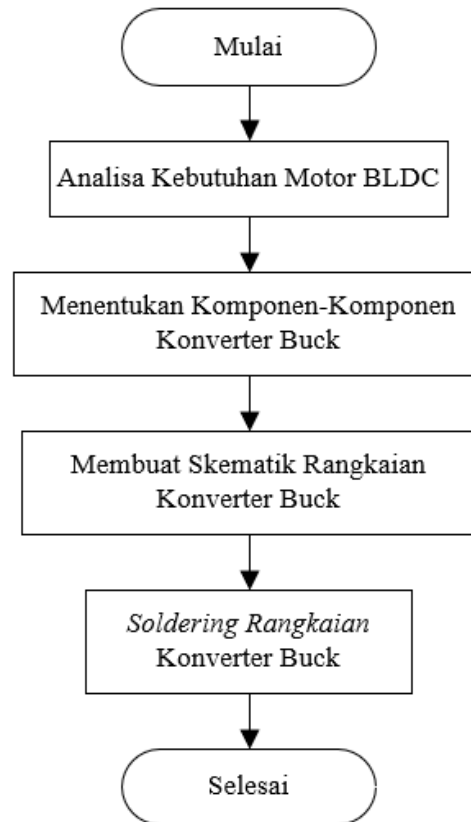 Mulai
Analisa Kebutuhan Motor BLDC
Menentukan Komponen-Komponen
Konverter Buck
Membuat Skematik Rangkaian
Konverter Buck
Soldering Rangkaian
Konverter Buck
Selesai